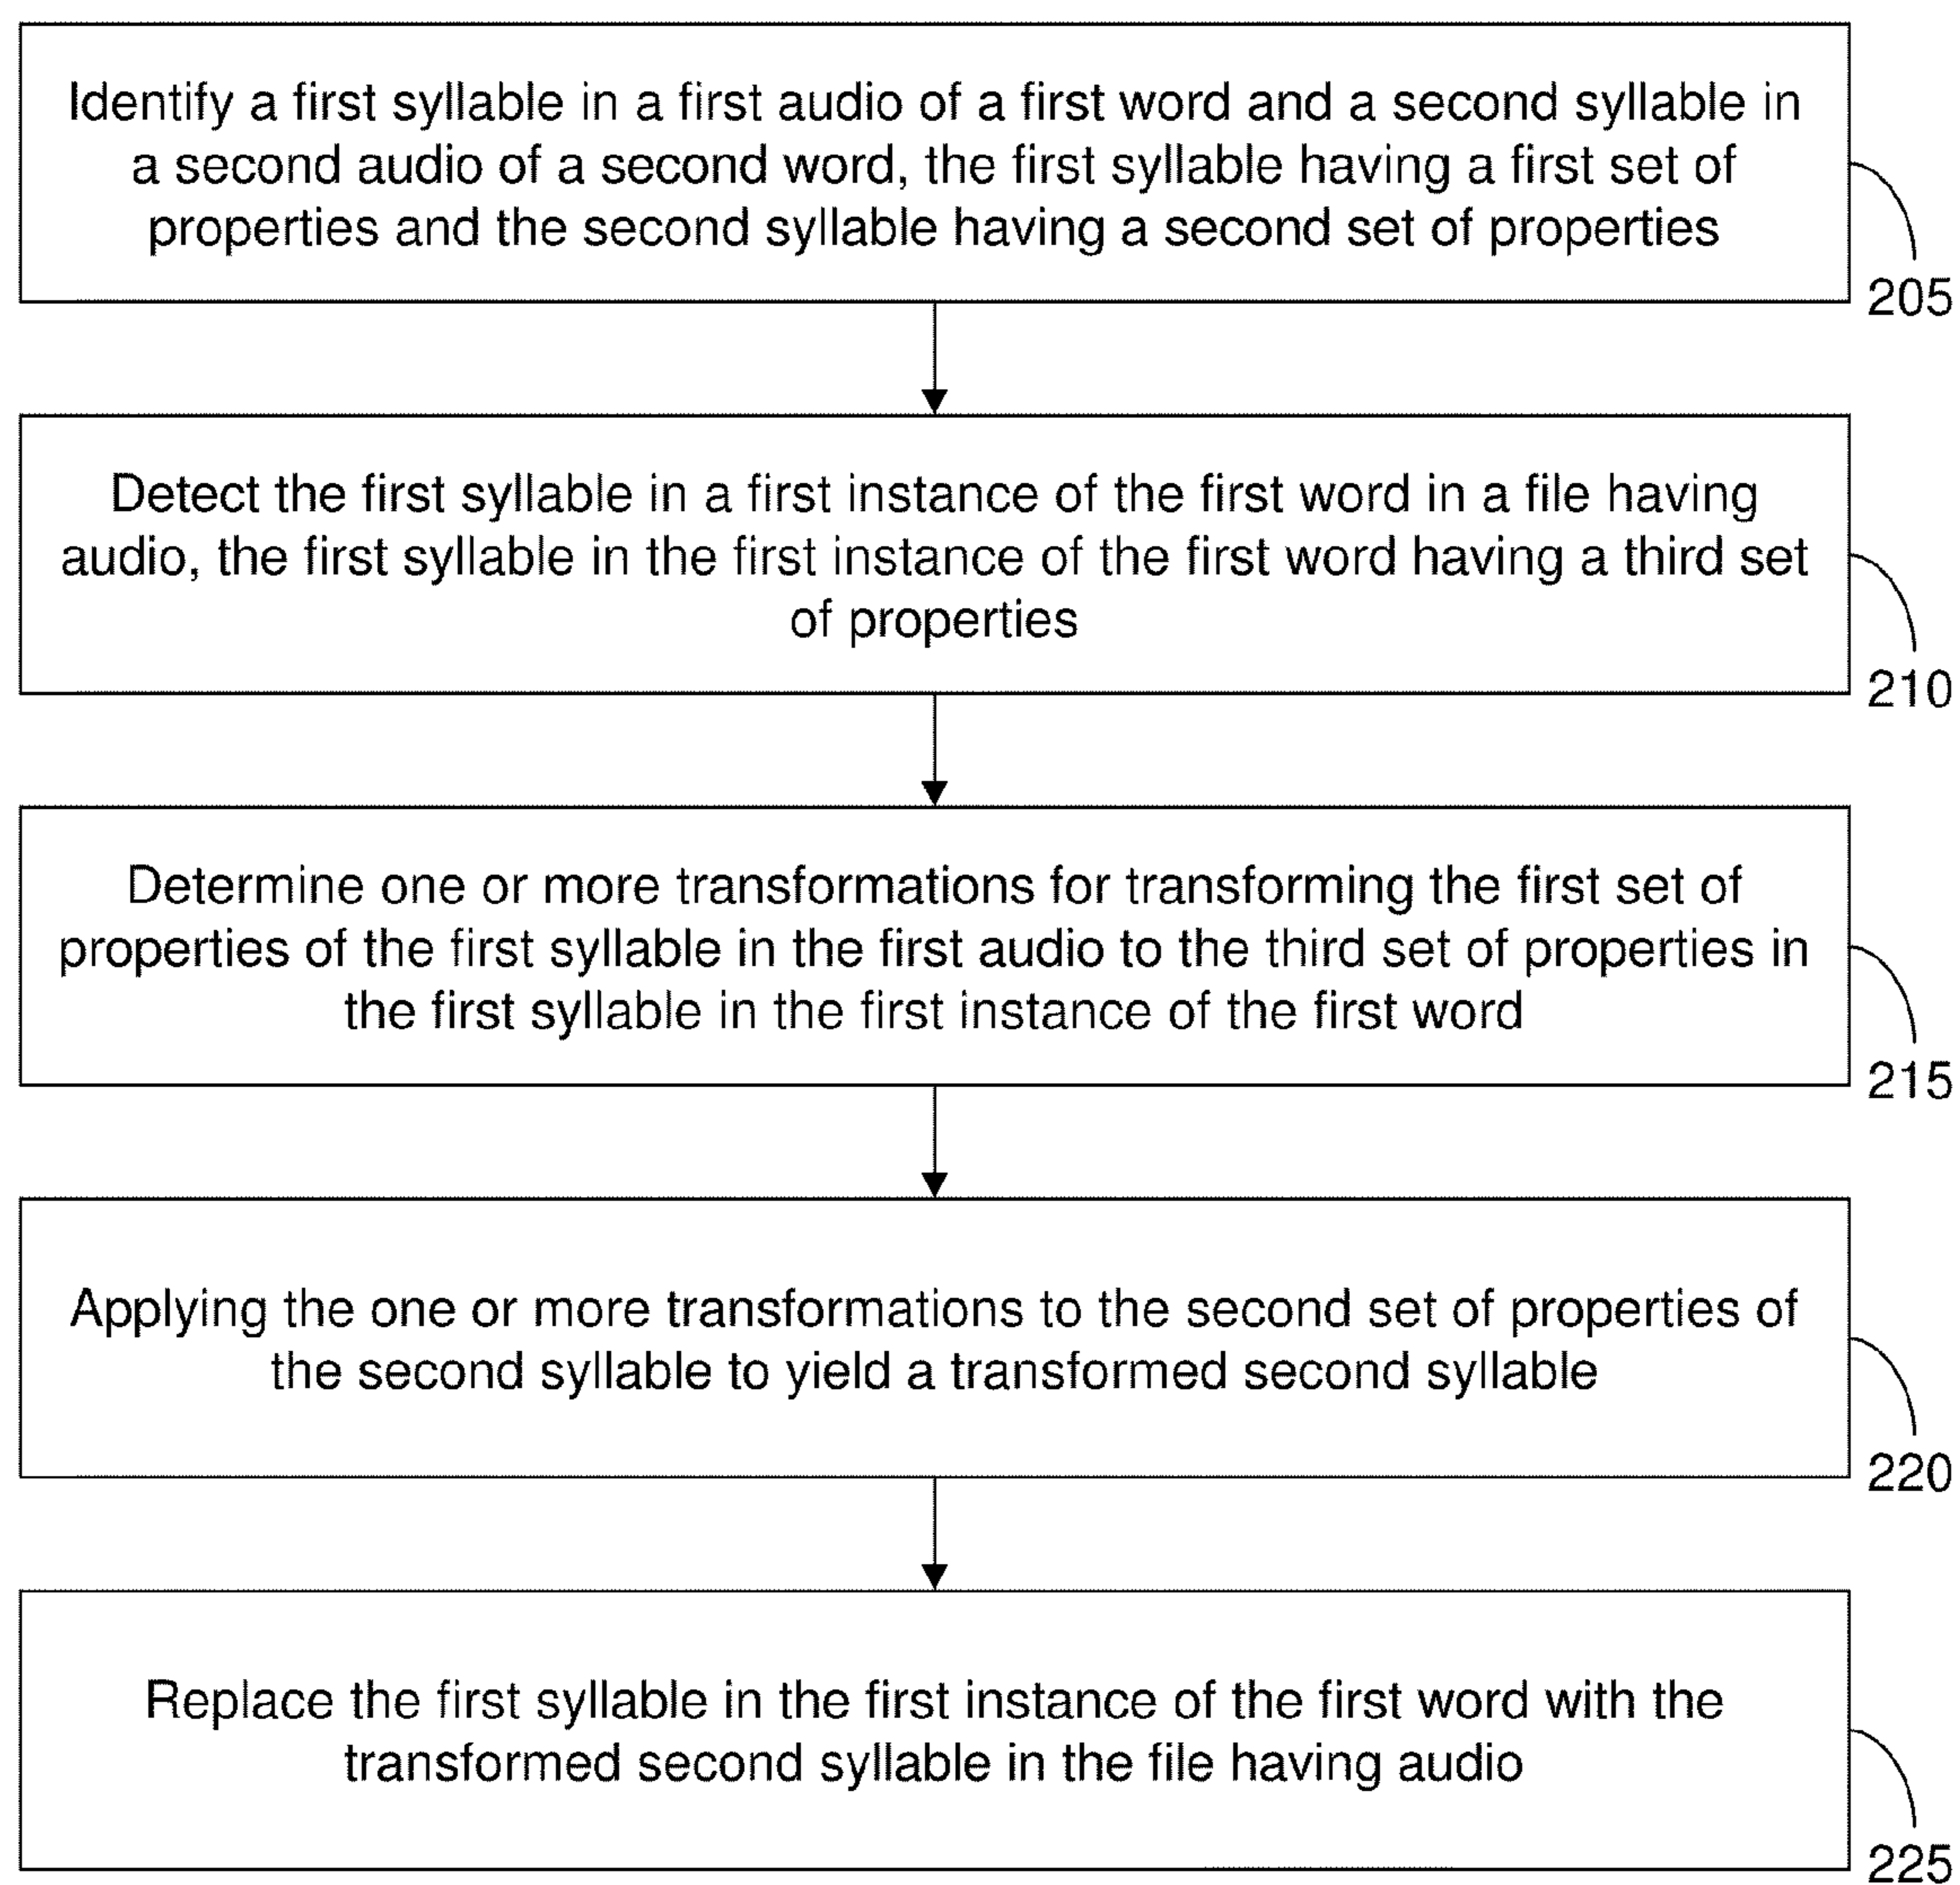 Identify a first syllable in a first audio of a first word and a second syllable in
a second audio of a second word, the first syllable having a first set of
properties and the second syllable having a second set of properties
205
Detect the first syllable in a first instance of the first word in a file having
audio, the first syllable in the first instance of the first word having a third set
of properties
210
Determine one or more transformations for transforming the first set of
properties of the first syllable in the first audio to the third set of properties in
the first syllable in the first instance of the first word
215
Applying the one or more transformations to the second set of properties of
the second syllable to yield a transformed second syllable
220
Replace the first syllable in the first instance of the first word with the
transformed second syllable in the file having audio
225